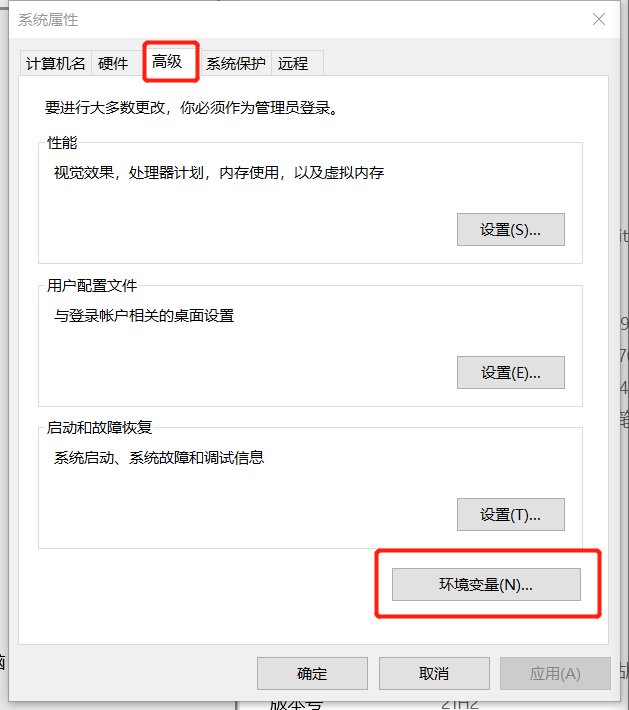 系统属性
计算机名 硬件 高级 系统保护 远程
要进行大多数更改，你必须作为管理员登录。
性能
视觉效果，处理器计划，内存使用，以及虚拟内存
设置(S)...
用户配置文件
与登录帐户相关的桌面设置
设置(E)...
启动和故障恢复
系统启动、系统故障和调试信息
设置(T)...
环境变量(N)...
确定 取消 应用(A)
版本号 21H2